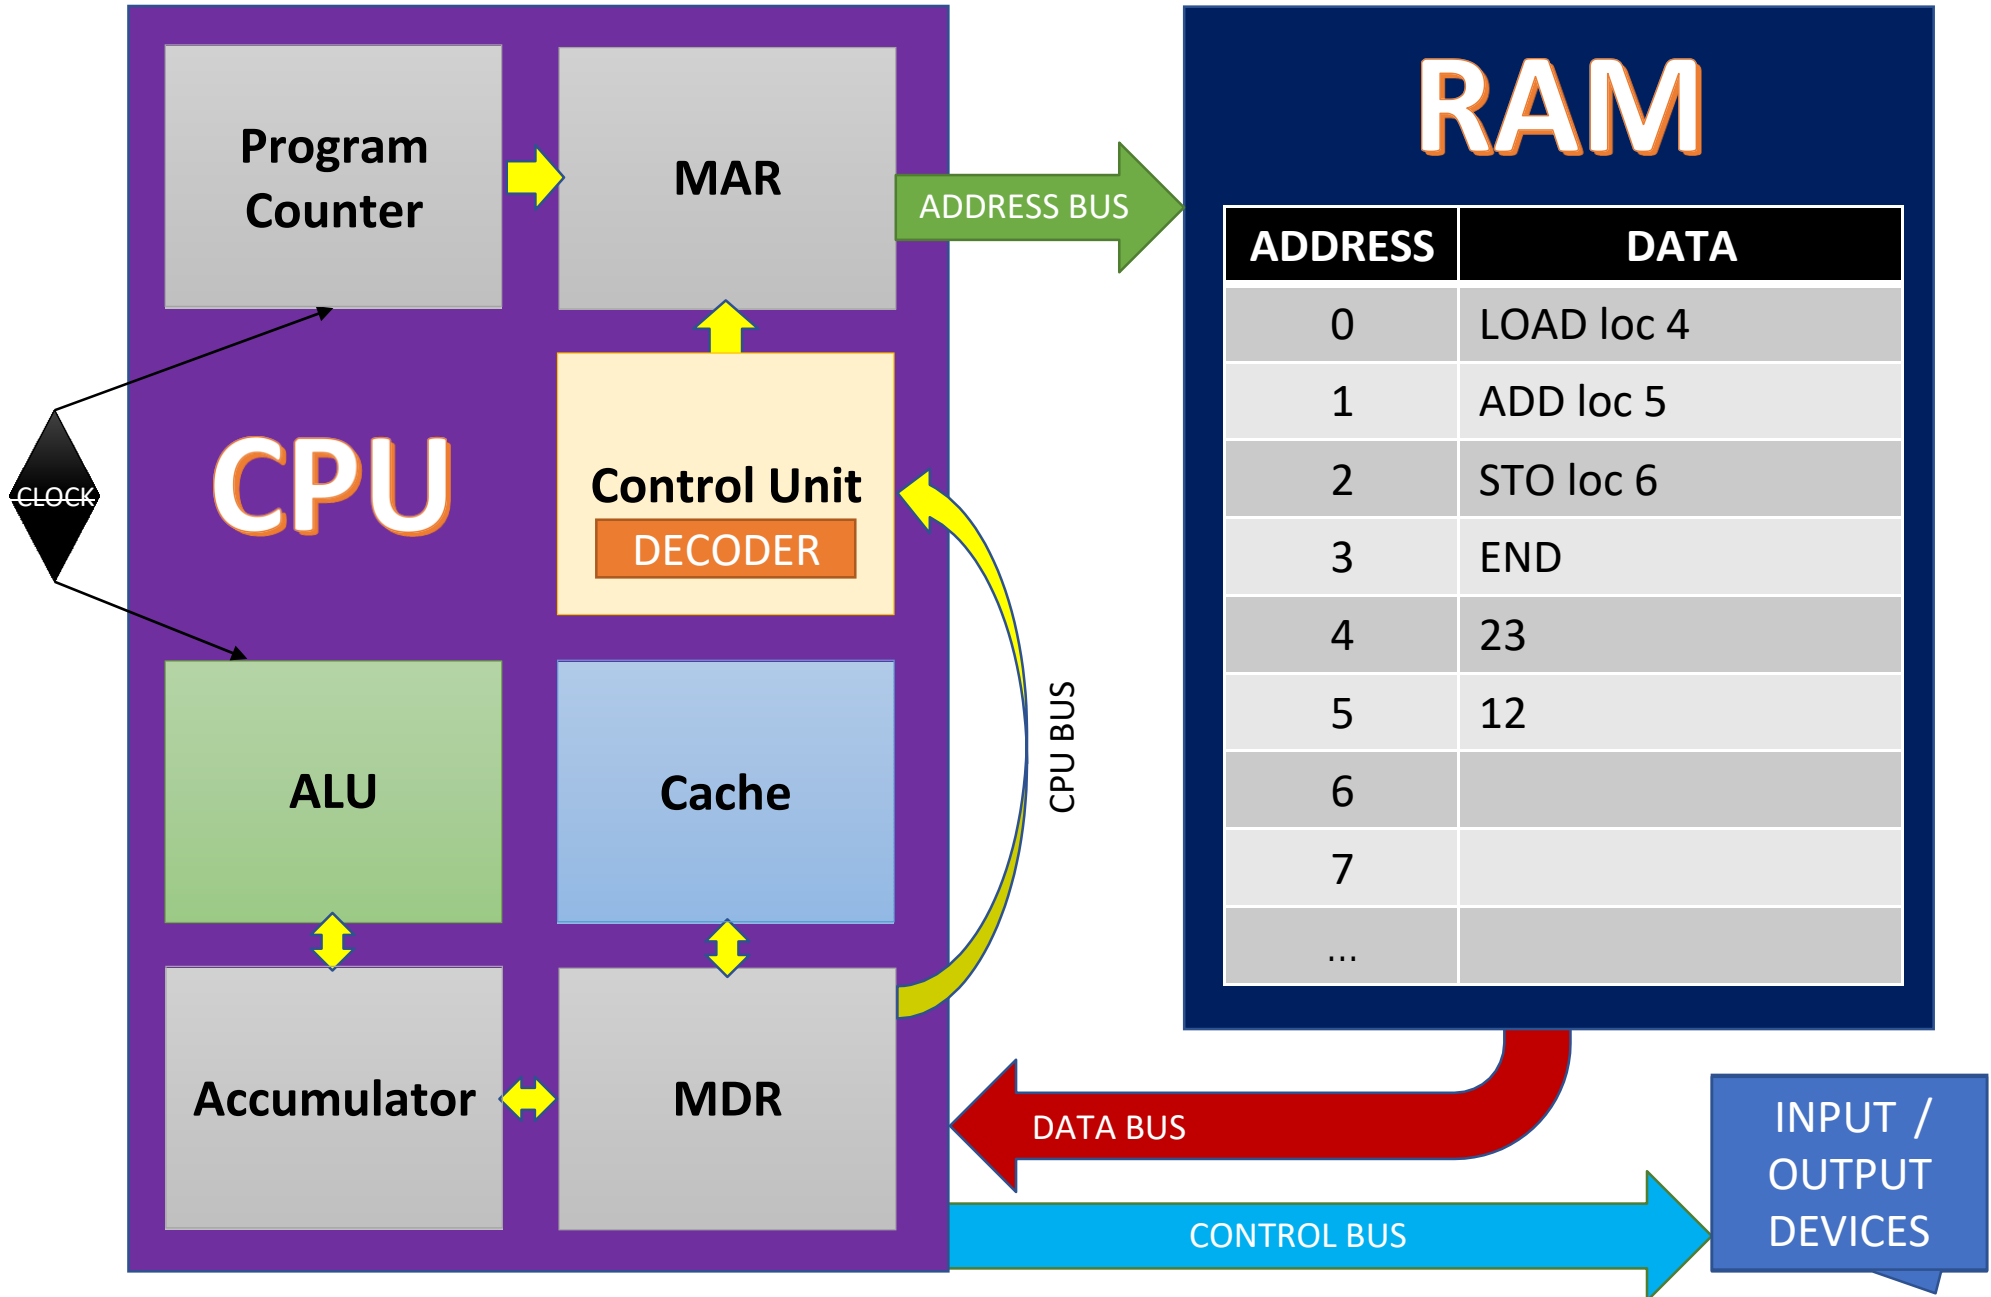 Program
Counter
MAR
ADDRESS BUS
CLOCK
CPU
Control Unit
DECODER
ALU
Cache
CPU BUS
Accumulator
MDR
RAM
ADDRESS DATA
0 LOAD loc 4
1 ADD loc 5
2 STO loc 6
3 END
4 23
5 12
6
7
...
DATA BUS
CONTROL BUS
INPUT /
OUTPUT
DEVICES